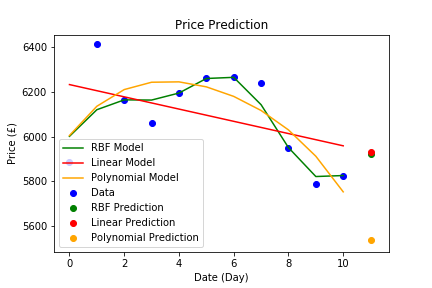 Price Prediction
6400
6200
6000
5800
5600
Price (£)
RBF Model
Linear Model
Polynomial Model
Data
RBF Prediction
Linear Prediction
Polynomial Prediction
0
2
4
6
8
10
Date (Day)